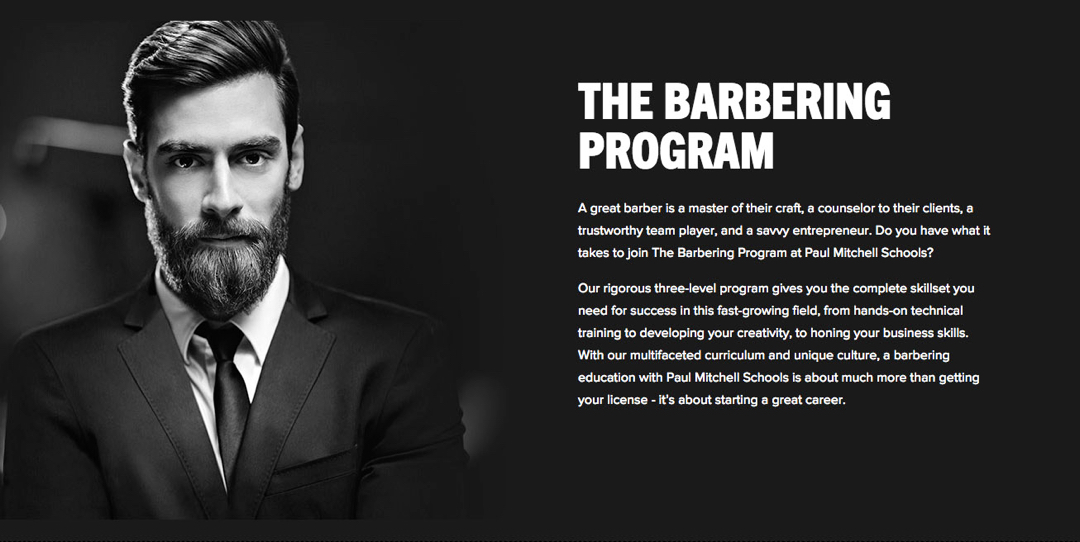 THE BARBERING
PROGRAM
A great barber is a master of their craft, a counselor to their clients, a
trustworthy team player, and a savvy entrepreneur. Do you have what it
takes to join The Barbering Program at Paul Mitchell Schools?
Our rigorous three-level program gives you the complete skillset you
need for success in this fast-growing field, from hands-on technical
training to developing your creativity, to honing your business skills.
With our multifaceted curriculum and unique culture, a barbering
education with Paul Mitchell Schools is about much more than getting
your license - it's about starting a great career.